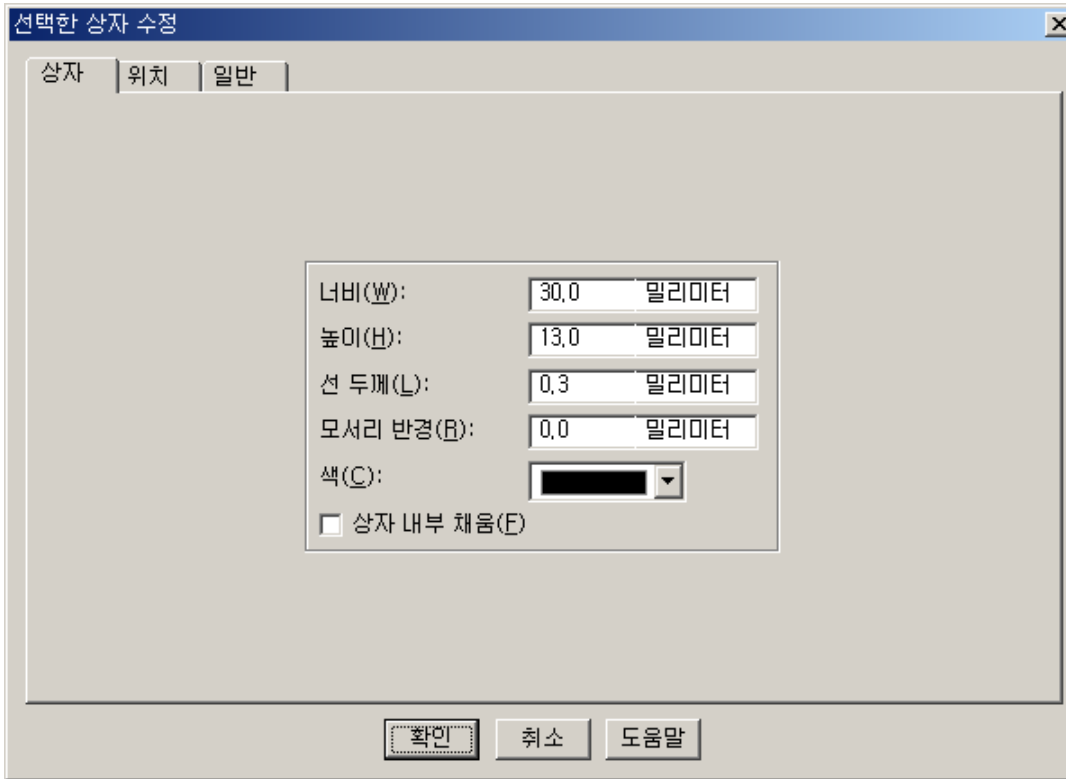 선택한 상자 수정
상자 위치 일반
너비(W): 30.0 밀리미터
높이(H): 13.0 밀리미터
선 두께(L): 0.3 밀리미터
모서리 반경(R): 0.0 밀리미터
색(C):
상자 내부 채움(F)
확인 취소 도움말